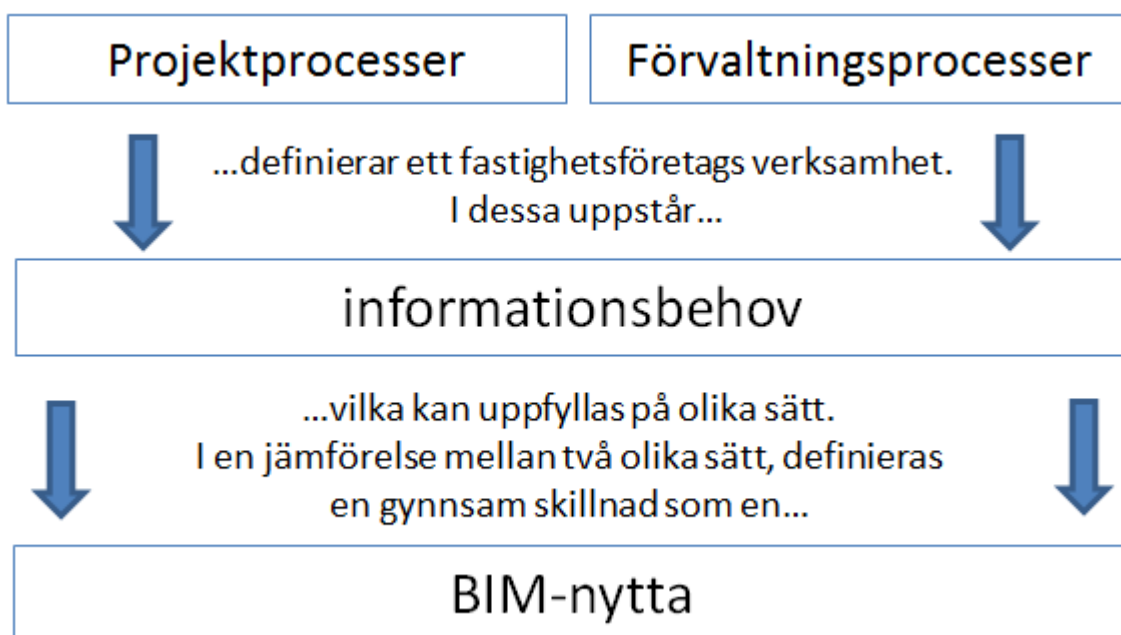 Projektprocesser
Förvaltningsprocesser
...definierar ett fastighetsföretags verksamhet.
I dessa uppstår...
informationsbehov
...vilka kan uppfyllas på olika sätt.
I en jämförelse mellan två olika sätt, definieras
en gynnsam skillnad som en...
BIM-nytta